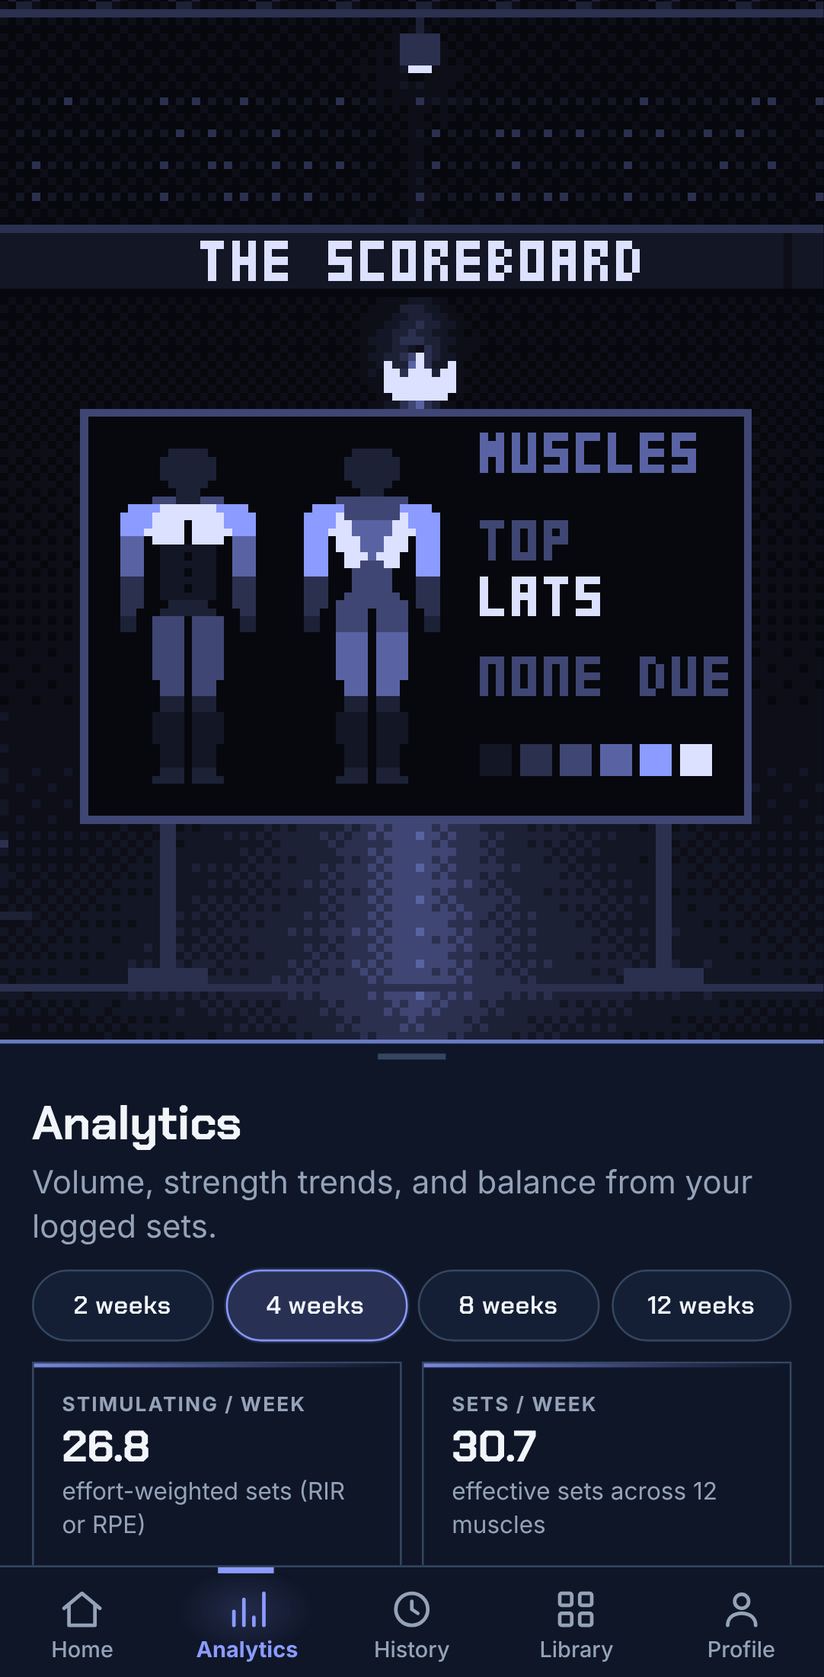 THE SCOREBOARD
MUSCLES
TOP
LATS
NONE DUE
Analytics
Volume, strength trends, and balance from your
logged sets.
2 weeks
4 weeks
8 weeks
12 weeks
STIMULATING / WEEK
26.8
effort-weighted sets (RIR
or RPE)
SETS / WEEK
30.7
effective sets across 12
muscles
Home
Analytics
History
Library
Profile